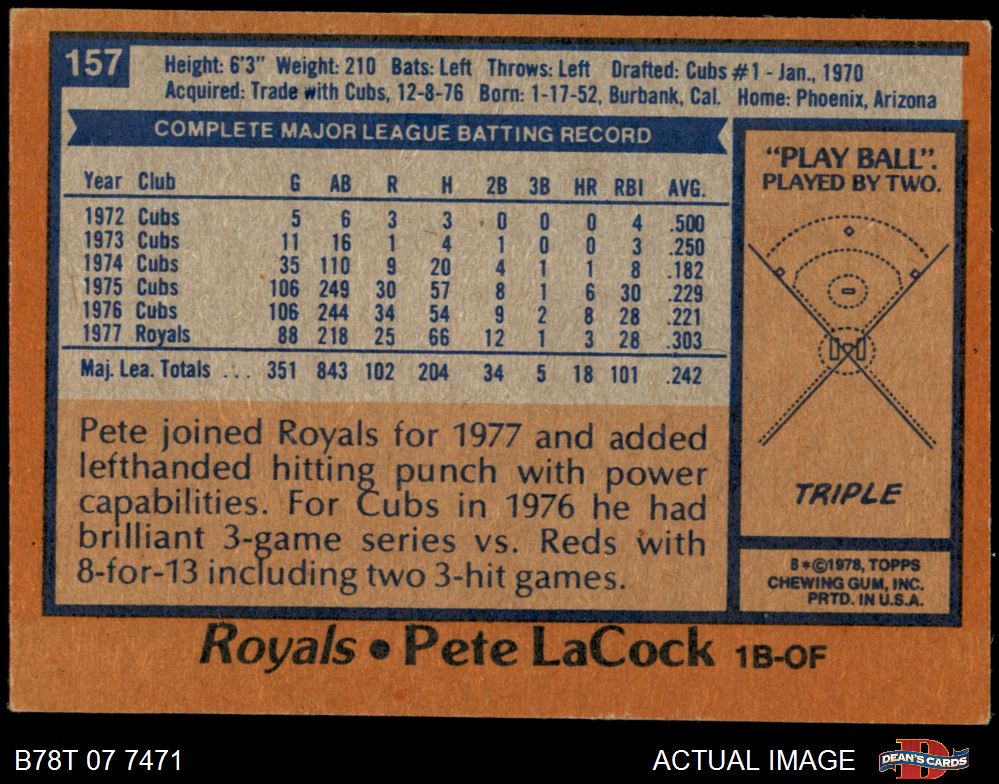 157
Height: 6'3" Weight: 210 Bats: Left Throws: Left Drafted: Cubs #1 - Jan., 1970
Acquired: Trade with Cubs, 12-8-76 Born: 1-17-52, Burbank, Cal. Home: Phoenix, Arizona
COMPLETE MAJOR LEAGUE BATTING RECORD
Year Club G AB R H 2B 3B HR RBI AVG.
1972 Cubs 5 6 3 3 0 0 0 4 .500
1973 Cubs 11 16 1 4 1 0 0 3 .250
1974 Cubs 35 110 9 20 4 1 1 8 .182
1975 Cubs 106 249 30 57 8 1 6 30 .229
1976 Cubs 106 244 34 54 9 2 8 28 .221
1977 Royals 88 218 25 66 12 1 3 28 .303
Maj. Lea. Totals ... 351 843 102 204 34 5 18 101 .242
Pete joined Royals for 1977 and added
lefthanded hitting punch with power
capabilities. For Cubs in 1976 he had
brilliant 3-game series vs. Reds with
8-for-13 including two 3-hit games.
"PLAY BALL".
PLAYED BY TWO.
TRIPLE
B*©1978, TOPPS
CHEWING GUM, INC.
PRTD. IN U.S.A.
Royals • Pete LaCock 1B-OF
B78T 07 7471
ACTUAL IMAGE
D
DEAN'S CARDS